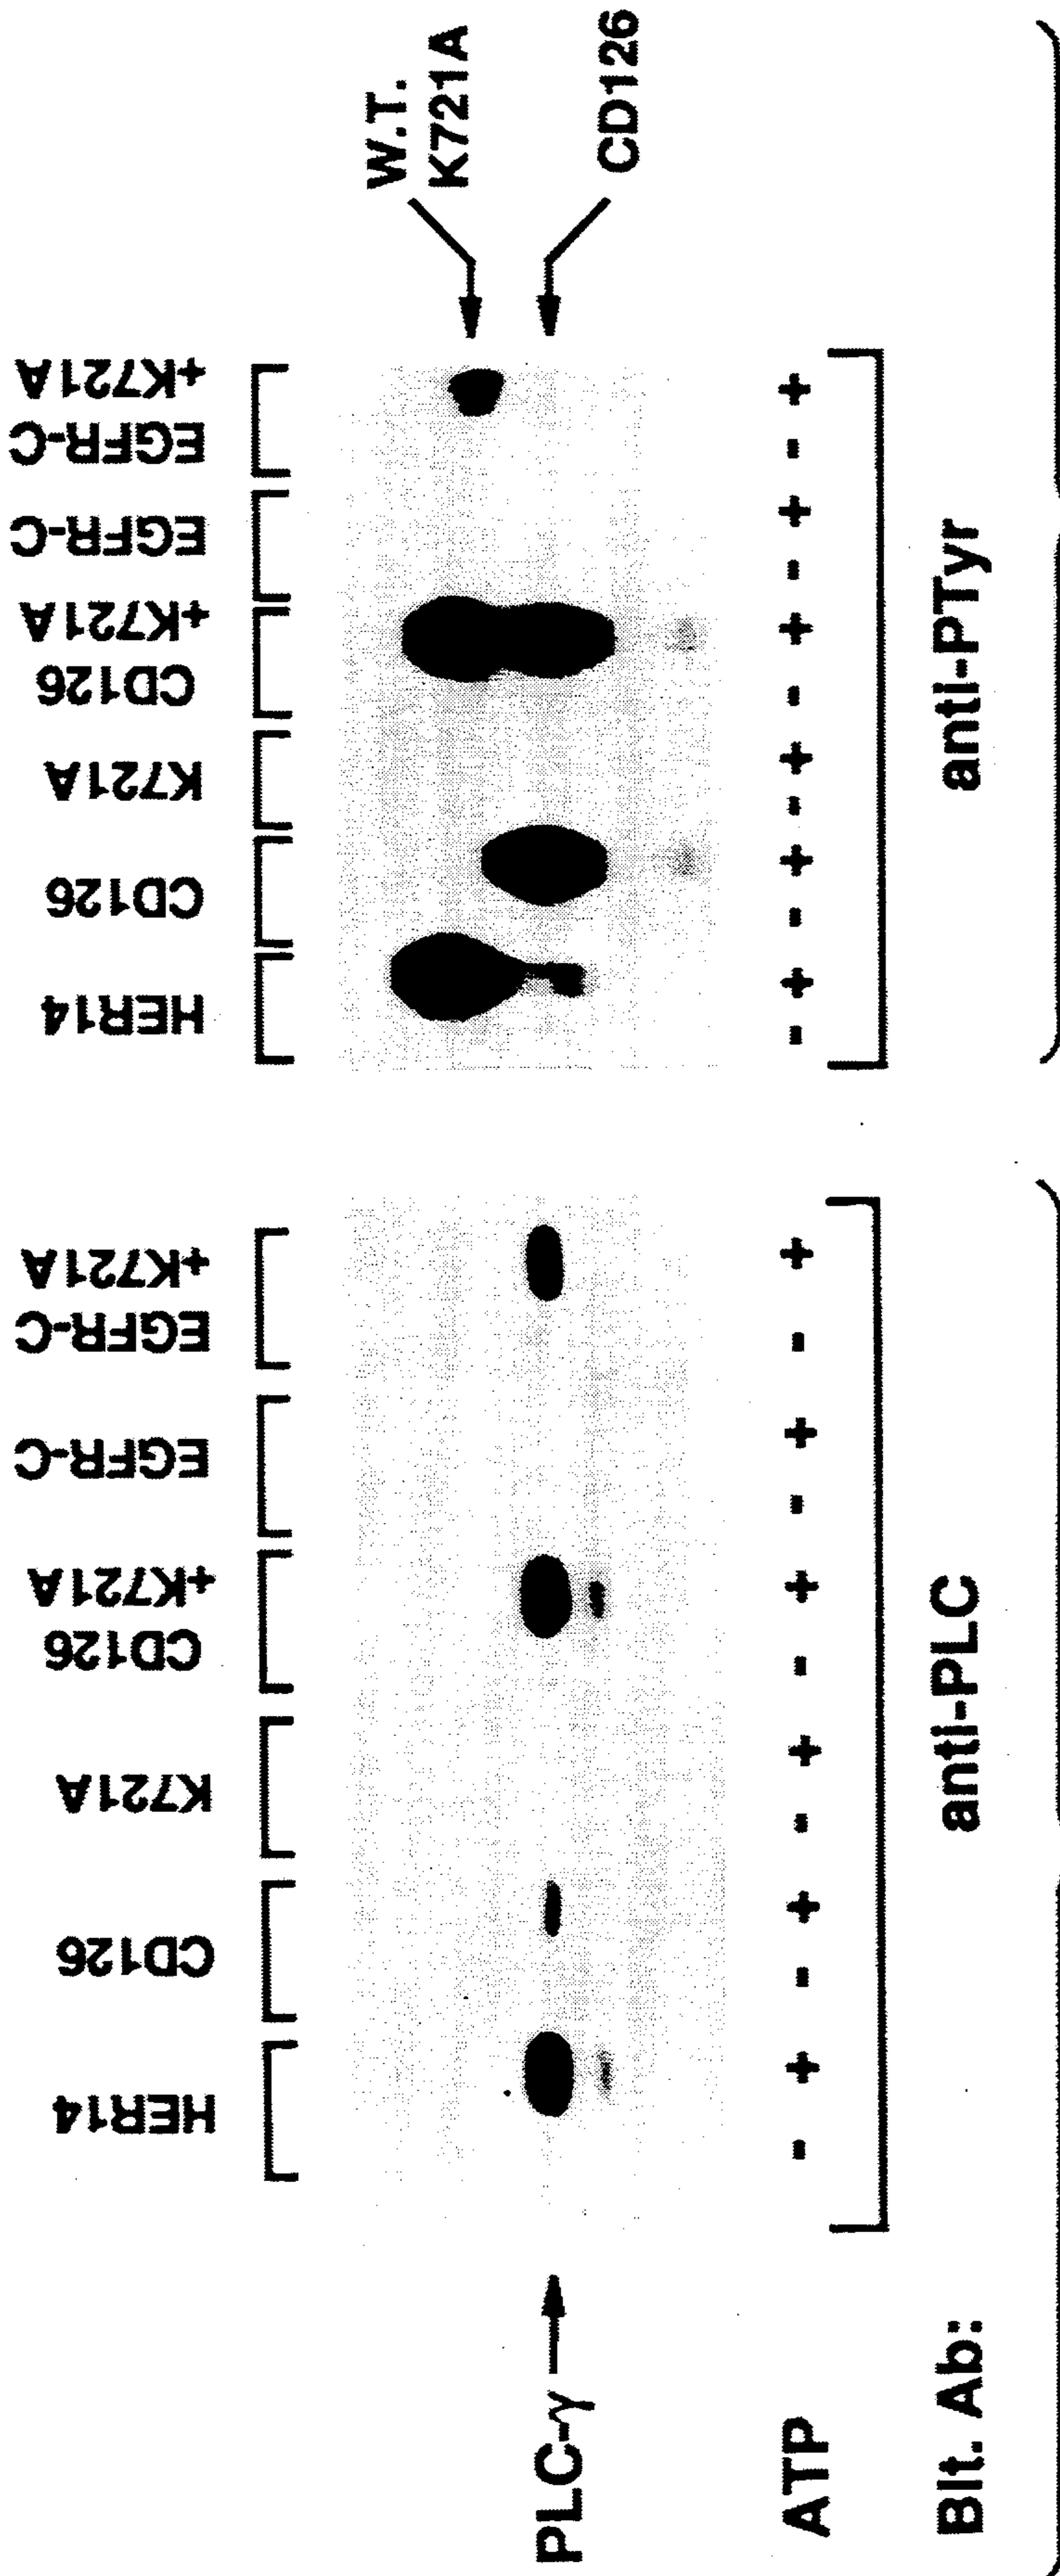 HER14
CD126
K721A
CD126
+K721A
EGFR-C
EGFR-C
+K721A
HER14
CD126
K721A
CD126
+K721A
EGFR-C
EGFR-C
+K721A
W.T.
K721A
PLC-γ
CD126
ATP - + - + - + - + - + - + - + - + - + - + - + - +
Blt. Ab: anti-PLC anti-PTyr